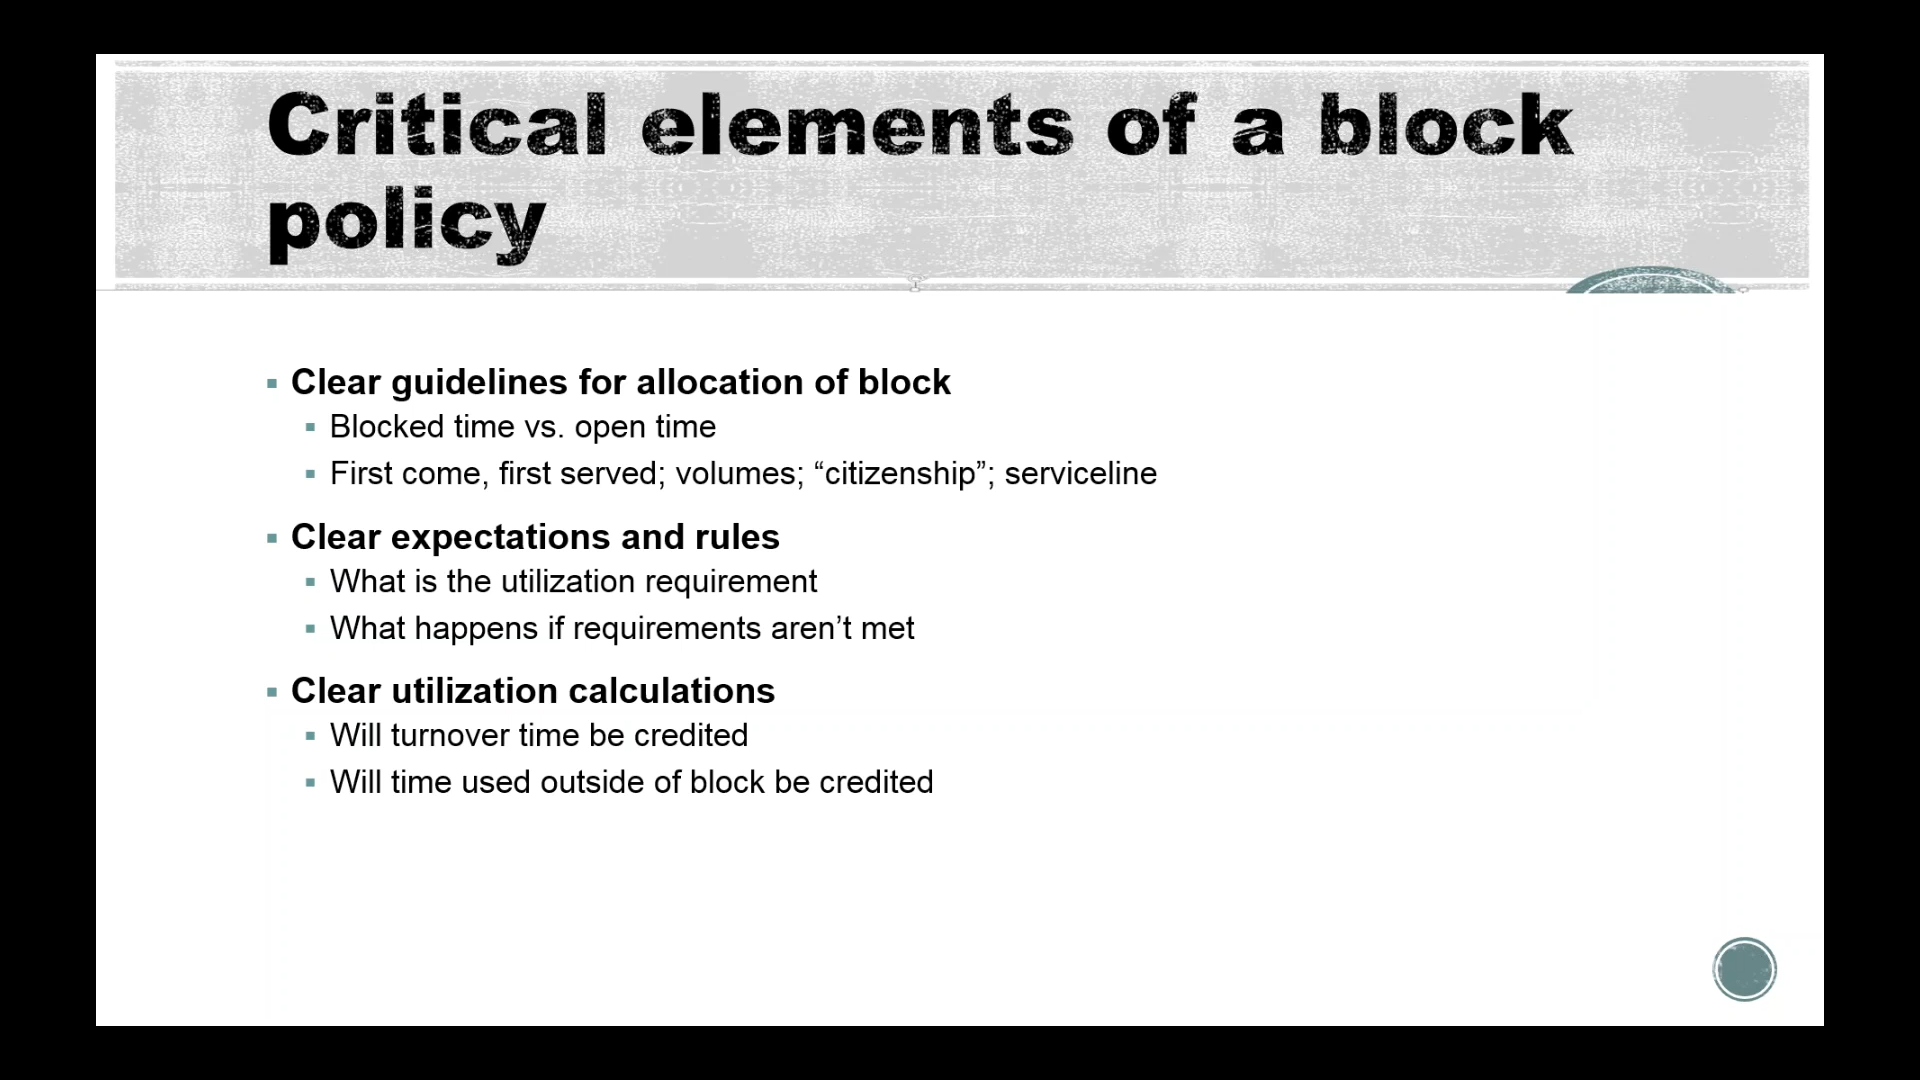 Critical elements of a block
policy
Clear guidelines for allocation of block
Blocked time vs. open time
First come, first served; volumes; “citizenship”; serviceline
Clear expectations and rules
What is the utilization requirement
What happens if requirements aren’t met
Clear utilization calculations
Will turnover time be credited
Will time used outside of block be credited